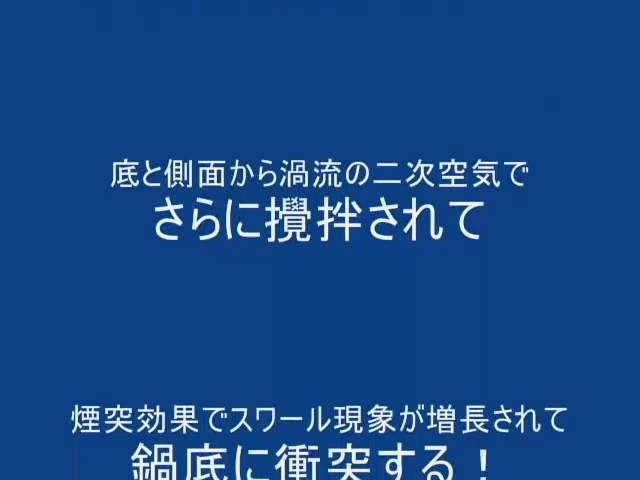 底と側面から渦流の二次空気で
さらに攪拌されて
煙突効果でスワール現象が増長されて
鍋底に衝突する！